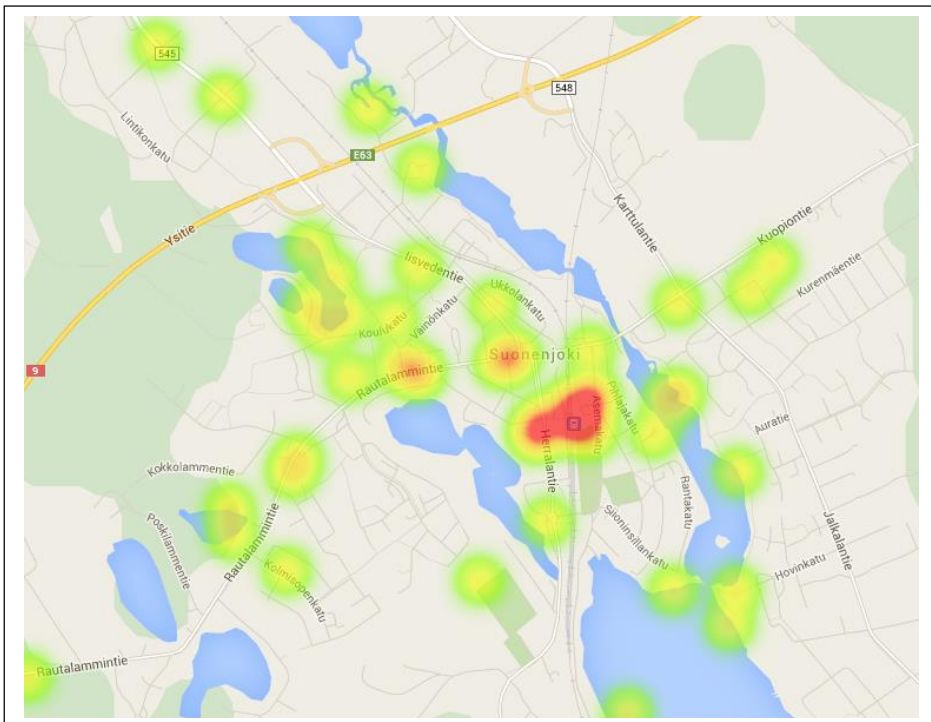 545
548
Lintikonkatu
E63
Karttulantie
Kuopiontie
Ysitie
Iisvedentie
Kurenmäentie
Ukkolankatu
Koulukatu
Väinönkatu
Suonenjoki
9
Rautalammintie
Pihlajakatu
Asemakatu
Auratie
Herralantie
Kokkolammentie
Rantakatu
Poskilammentie
Siioninsillankatu
Jalkalantie
Rautalammintie
Kolmisopenkatu
Hovinkatu
Rautalammintie